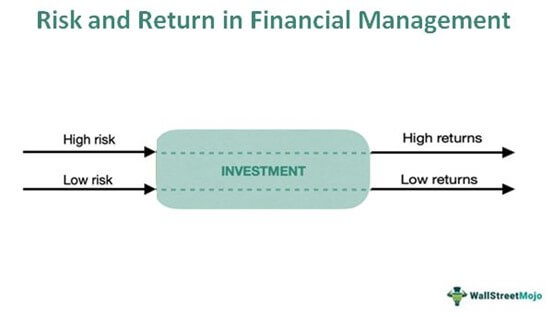 Risk and Return in Financial Management
High risk
High returns
INVESTMENT
Low risk
Low returns
WallStreetMojo